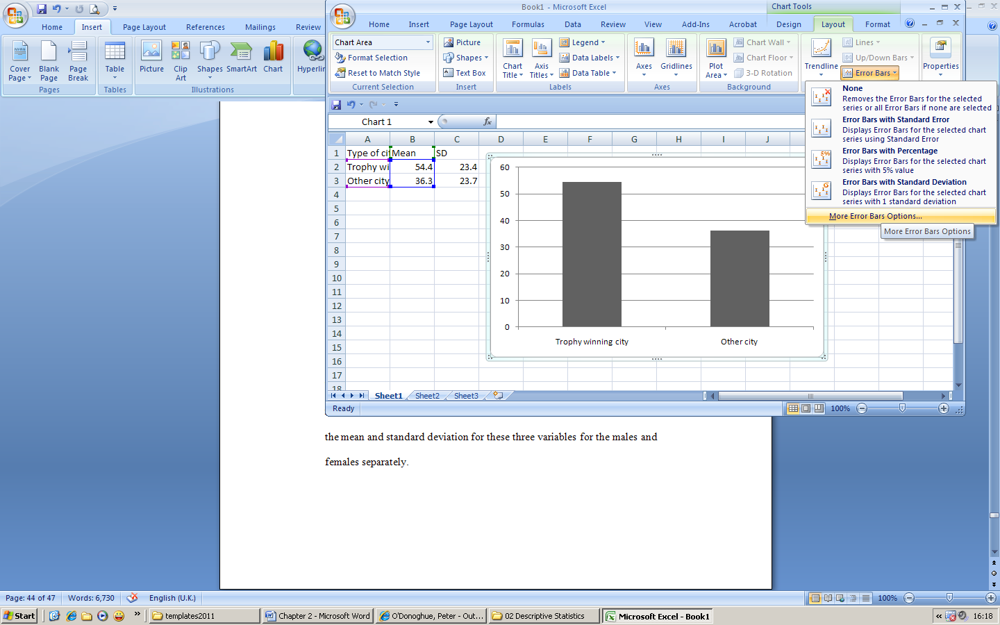 Book1 - Microsoft Excel
Chart Tools
Home Insert Page Layout References Mailings Review
Home Insert Page Layout Formulas Data Review View Add-Ins Acrobat Design Layout Format
Cover Page
Blank Page
Page Break
Pages
Table
Tables
Picture
Clip Art
Shapes
SmartArt
Chart
Illustrations
Hyperlin
Chart Area
Format Selection
Reset to Match Style
Current Selection
Picture
Shapes
Text Box
Insert
Chart Title
Axis Titles
Legend
Data Labels
Data Table
Labels
Axes
Gridlines
Axes
Plot Area
Chart Wall
Chart Floor
3-D Rotation
Background
Trendline
Lines
Up/Down Bars
Error Bars
Properties
None
Removes the Error Bars for the selected
series or all Error Bars if none are selected
Error Bars with Standard Error
Displays Error Bars for the selected chart
series using Standard Error
5%
Error Bars with Percentage
Displays Error Bars for the selected chart
series with 5% value
Error Bars with Standard Deviation
Displays Error Bars for the selected chart
series with 1 standard deviation
More Error Bars Options...
More Error Bars Options
Chart 1
fx
A B C D E F G H I J
1 Type of cit Mean SD
2 Trophy wi 54.4 23.4
3 Other city 36.3 23.7
4
5
6
7
8
9
10
11
12
13
14
15
16
17
18
60
50
40
30
20
10
0
Trophy winning city Other city
Sheet1 Sheet2 Sheet3
Ready
100%
the mean and standard deviation for these three variables for the males and
females separately.
Page: 44 of 47 Words: 6,730 English (U.K.)
100%
Start
templates2011
Chapter 2 - Microsoft Word
O'Donoghue, Peter - Out...
02 Descriptive Statistics
Microsoft Excel - Book1
16:18